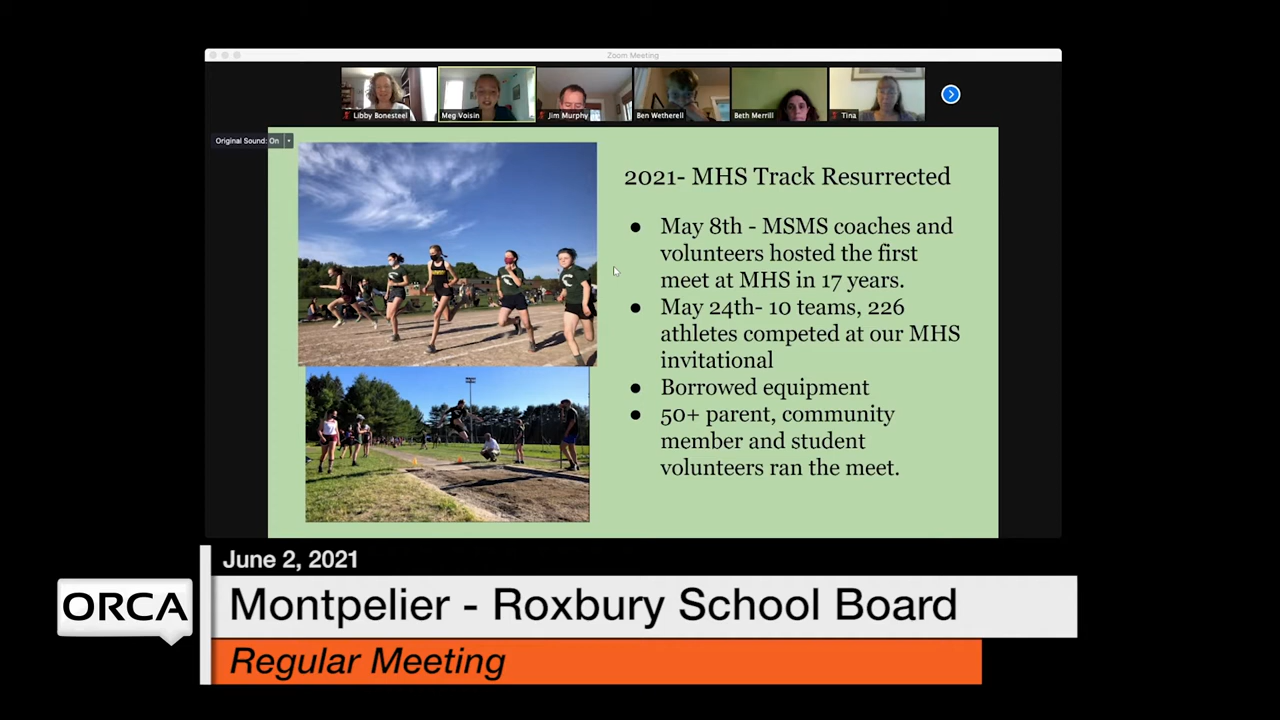 Zoom Meeting
Libby Bonesteel
Meg Voisin
Jim Murphy
Ben Wetherell
Beth Merrill
Tina
Original Sound: On
2021- MHS Track Resurrected
● May 8th - MSMS coaches and
volunteers hosted the first
meet at MHS in 17 years.
● May 24th- 10 teams, 226
athletes competed at our MHS
invitational
● Borrowed equipment
● 50+ parent, community
member and student
volunteers ran the meet.
June 2, 2021
ORCA
Montpelier - Roxbury School Board
Regular Meeting